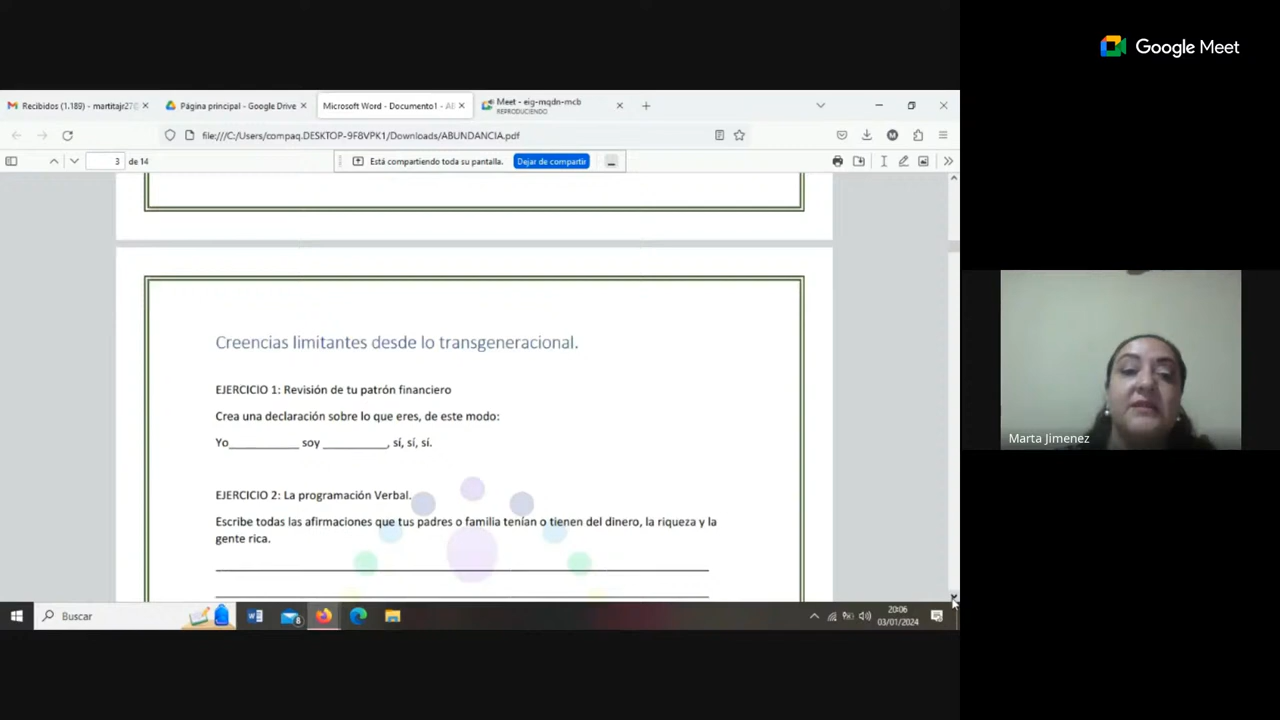 Google Meet
Recibidos (1.189) - martitajr27@
Página principal - Google Drive
Microsoft Word - Documento1 - AB
Meet - eig-mqdn-mcb
REPRODUCIENDO
file:///C:/Users/compaq.DESKTOP-9F8VPK1/Downloads/ABUNDANCIA.pdf
3 de 14
Está compartiendo toda su pantalla.
Dejar de compartir
Creencias limitantes desde lo transgeneracional.
EJERCICIO 1: Revisión de tu patrón financiero
Crea una declaración sobre lo que eres, de este modo:
Yo___________ soy __________, sí, sí, sí.
EJERCICIO 2: La programación Verbal.
Escribe todas las afirmaciones que tus padres o familia tenían o tienen del dinero, la riqueza y la
gente rica.
Marta Jimenez
Buscar
8
20:06
03/01/2024